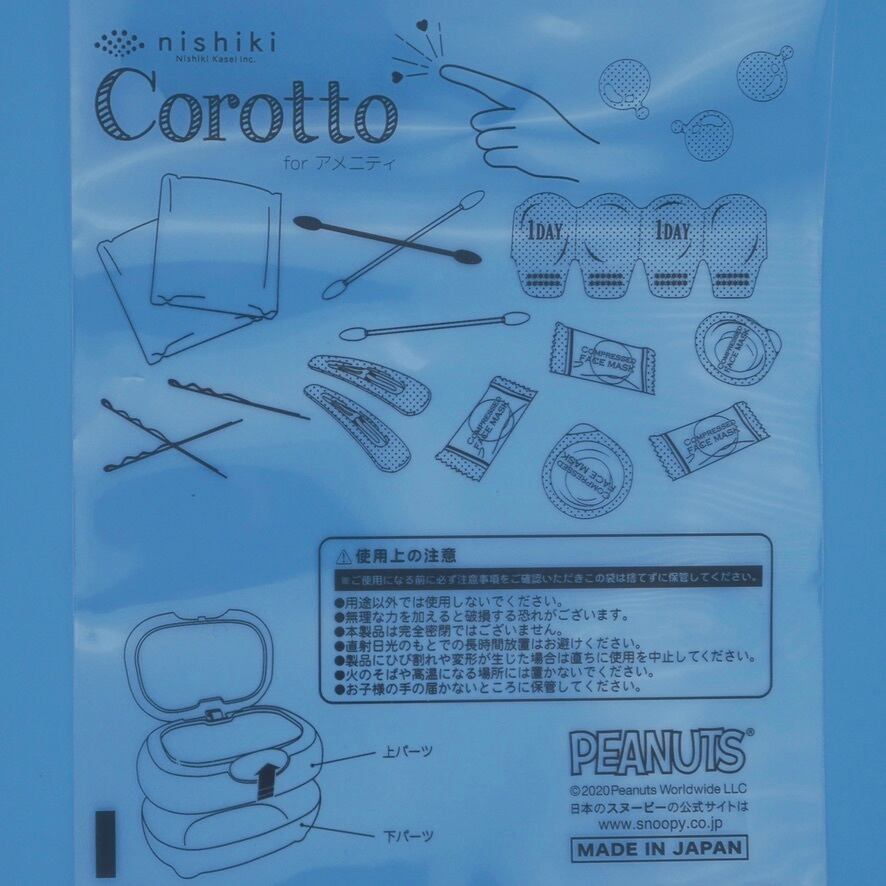 nishiki
Nishiki Kasei Inc.
Corotto
for アメニティ
1DAY 1DAY
COMPRESSED
FACE MASK
COMPRESSED
FACE MASK
COMPRESSED
FACE MASK
COMPRESSED
FACE MASK
COMPRESSED
FACE MASK
⚠使用上の注意
※ご使用になる前に必ず注意事項をご確認いただきこの袋は捨てずに保管してください。
●用途以外では使用しないでください。
●無理な力を加えると破損する恐れがございます。
●本製品は完全密閉ではございません。
●直射日光のもとでの長時間放置はお避けください。
●製品にひび割れや変形が生じた場合は直ちに使用を中止してください。
●火のそばや高温になる場所には置かないでください。
●お子様の手の届かないところに保管してください。
上パーツ
下パーツ
PEANUTS®
©2020 Peanuts Worldwide LLC
日本のスヌーピーの公式サイトは
www.snoopy.co.jp
MADE IN JAPAN